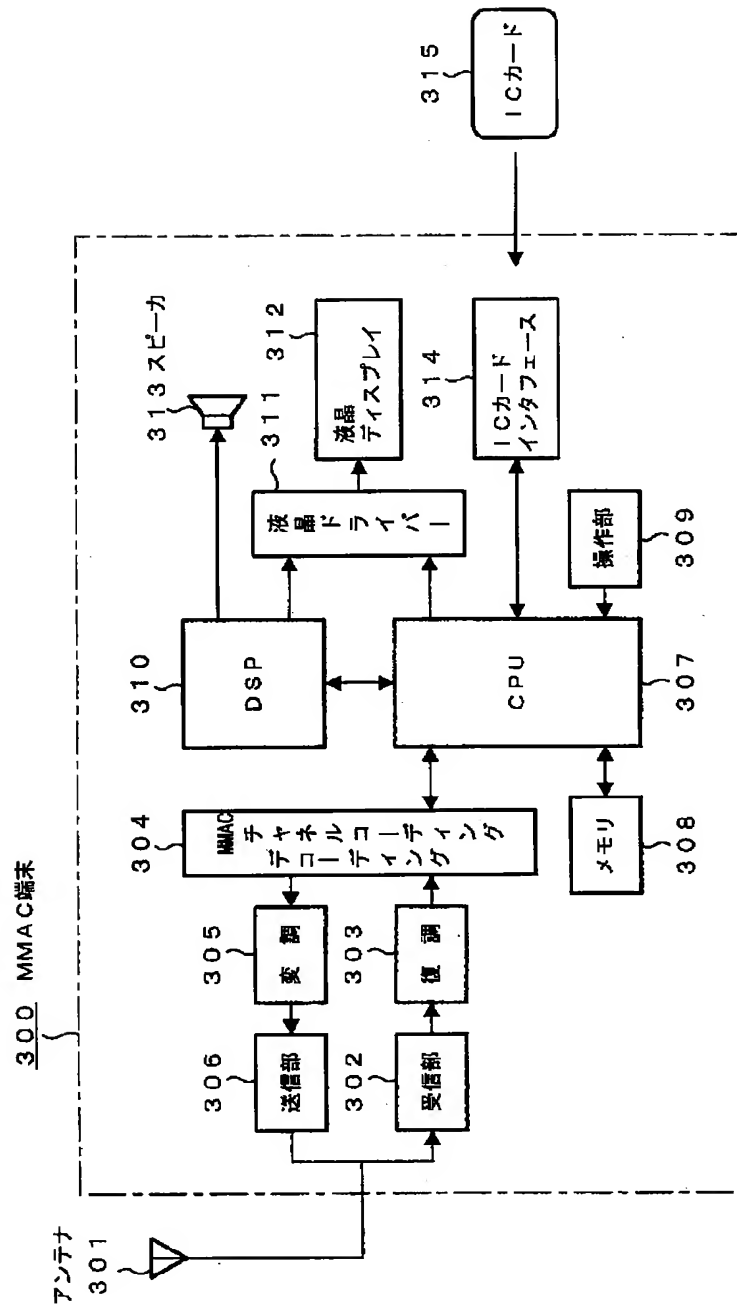 300 MMAC端末
アンテナ
301
306
送信部
305
変調
302
受信部
303
復調
304
MMAC
チャネルコーディング
デコーディング
310
DSP
CPU
307
メモリ
308
操作部
309
313 スピーカ
311
液晶ドライバー
312
液晶
ディスプレイ
314
ICカード
インタフェース
315
ICカード